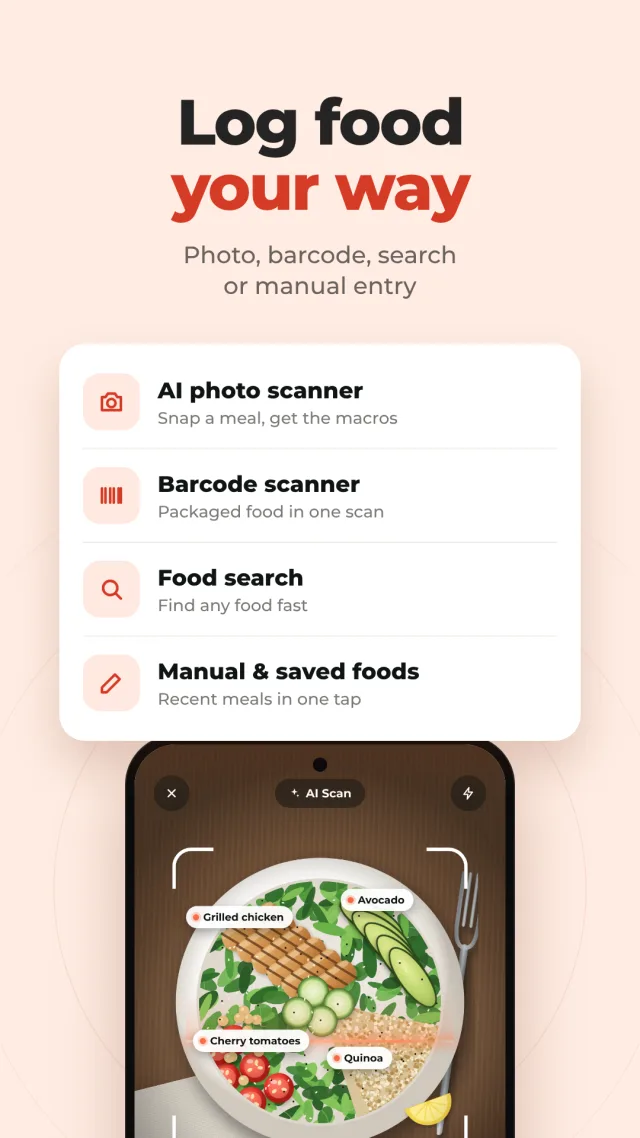 Log food
your way
Photo, barcode, search
or manual entry
AI photo scanner
Snap a meal, get the macros
Barcode scanner
Packaged food in one scan
Food search
Find any food fast
Manual & saved foods
Recent meals in one tap
AI Scan
Avocado
Grilled chicken
Cherry tomatoes
Quinoa